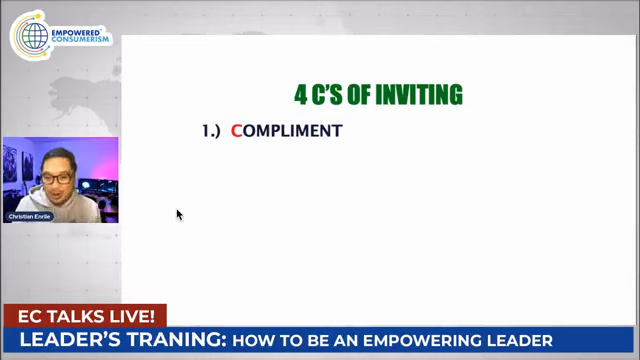 EMPOWERED
CONSUMERISM
4 C'S OF INVITING
1.) COMPLIMENT
Christian Enrile
EC TALKS LIVE!
LEADER'S TRANING: HOW TO BE AN EMPOWERING LEADER